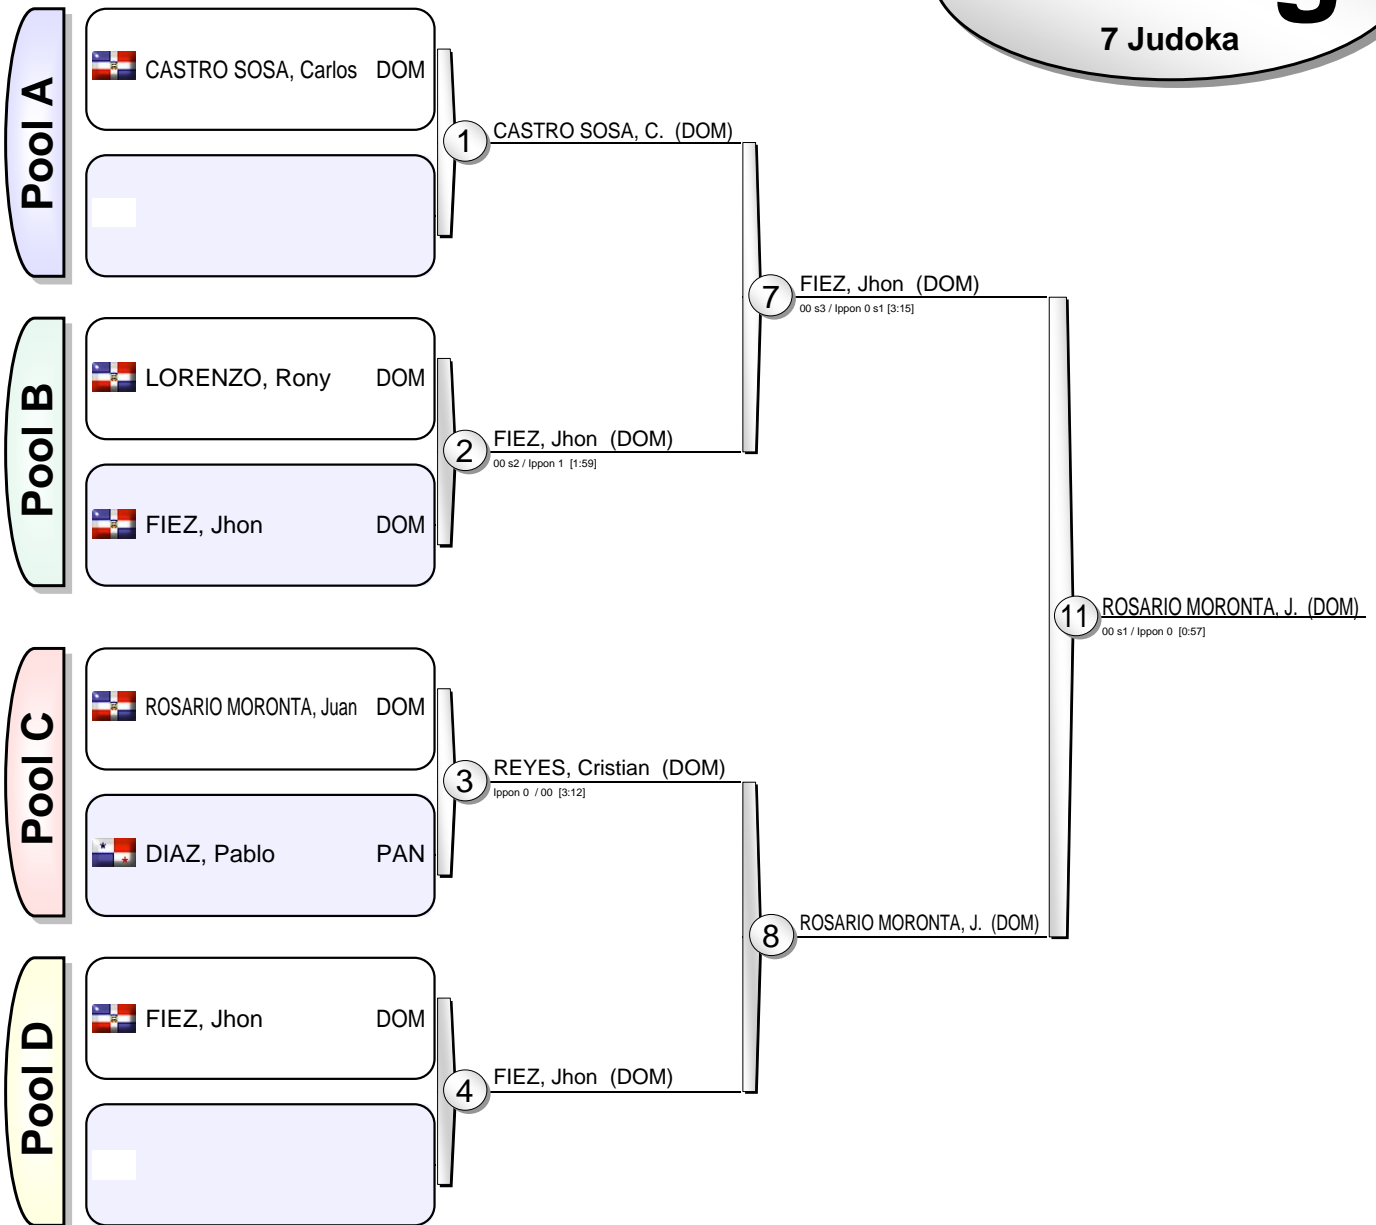 7 Judoka
Pool A
CASTRO SOSA, Carlos DOM
1
CASTRO SOSA, C. (DOM)
7
FIEZ, Jhon (DOM)
00 s3 / Ippon 0 s1 [3:15]
Pool B
LORENZO, Rony DOM
2
FIEZ, Jhon (DOM)
00 s2 / Ippon 1 [1:59]
FIEZ, Jhon DOM
11
ROSARIO MORONTA, J. (DOM)
00 s1 / Ippon 0 [0:57]
Pool C
ROSARIO MORONTA, Juan DOM
3
REYES, Cristian (DOM)
Ippon 0 / 00 [3:12]
DIAZ, Pablo PAN
8
ROSARIO MORONTA, J. (DOM)
Pool D
FIEZ, Jhon DOM
4
FIEZ, Jhon (DOM)